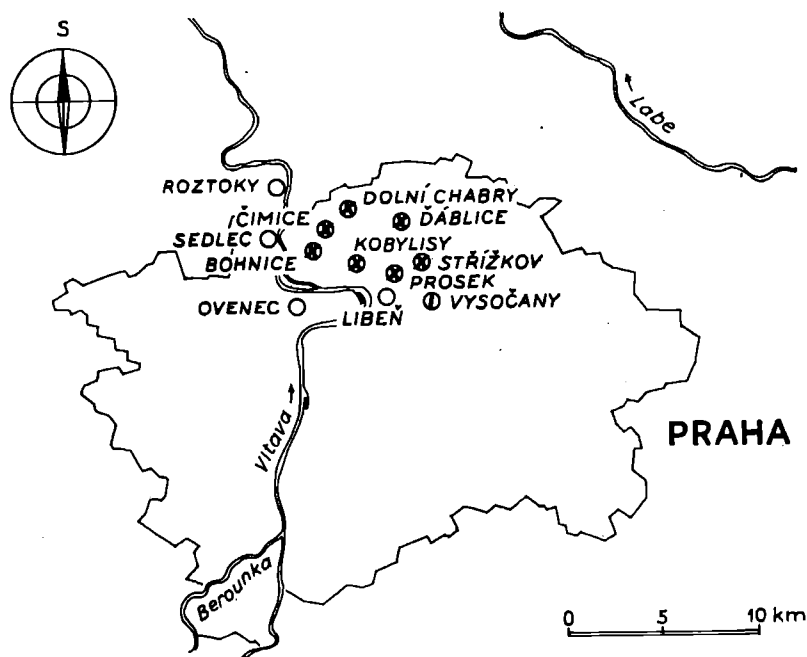 S
Labe
ROZTOKY
DOLNÍ CHABRY
ČIMICE
ĎÁBLICE
SEDLEC
KOBYLISY
BOHNICE
STŘÍŽKOV
PROSEK
OVENEC
VYSOČANY
LIBEŇ
Vltava
PRAHA
Berounka
0 5 10 km